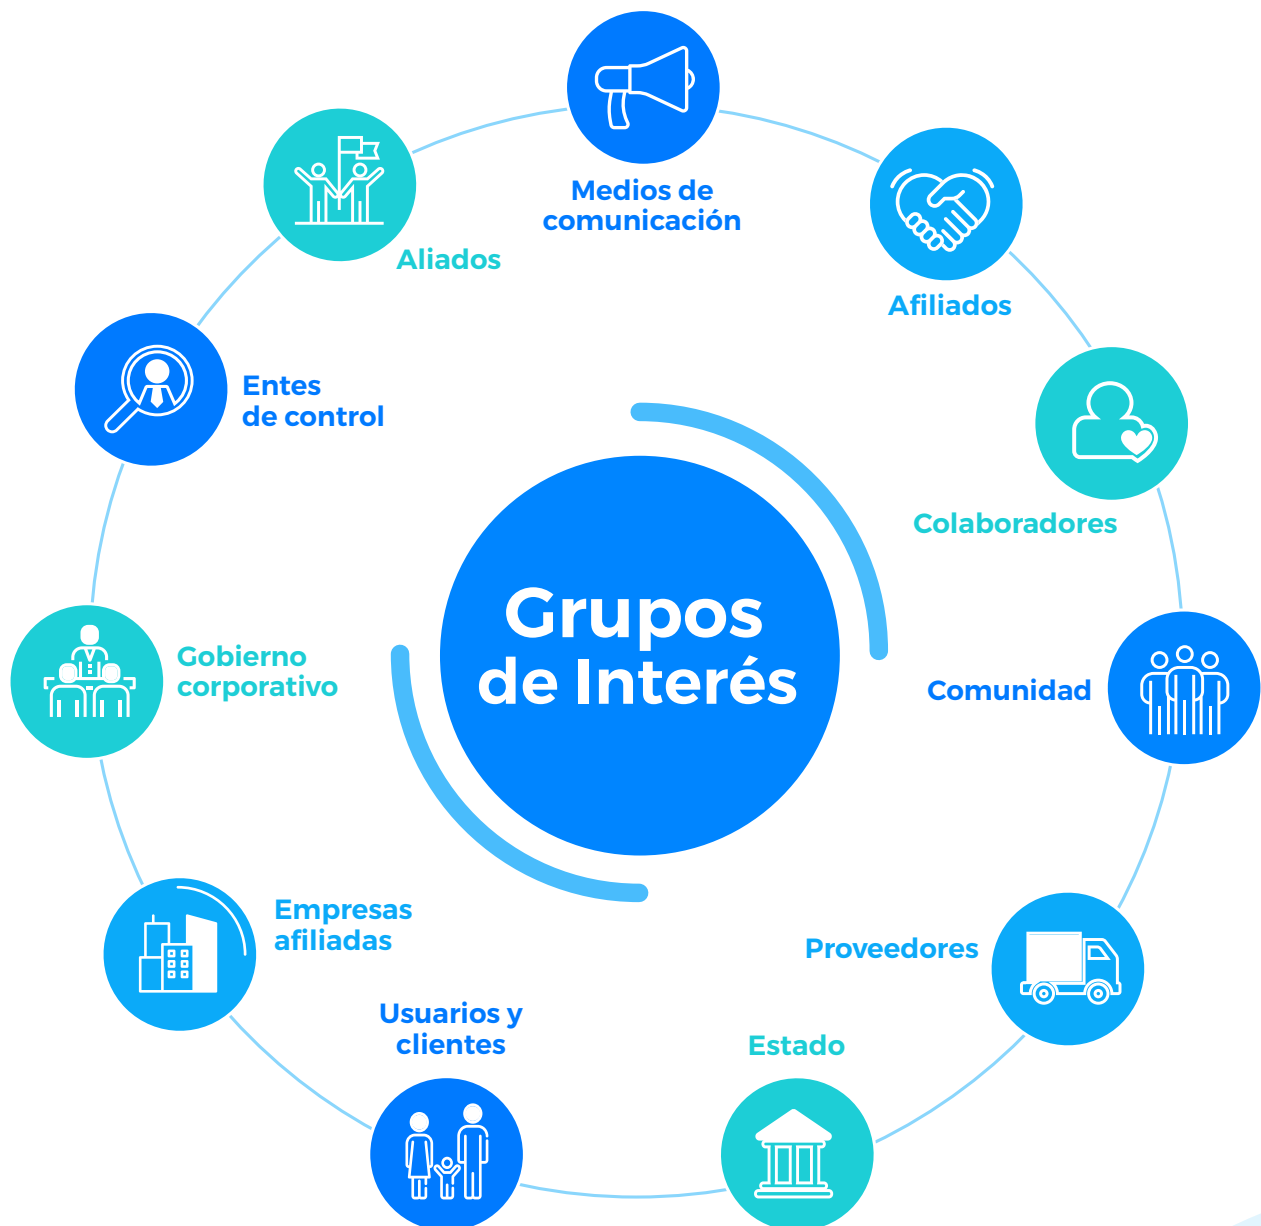 Medios de
comunicación
Afiliados
Colaboradores
Comunidad
Proveedores
Estado
Usuarios y
clientes
Empresas
afiliadas
Gobierno
corporativo
Entes
de control
Aliados
Grupos
de Interés